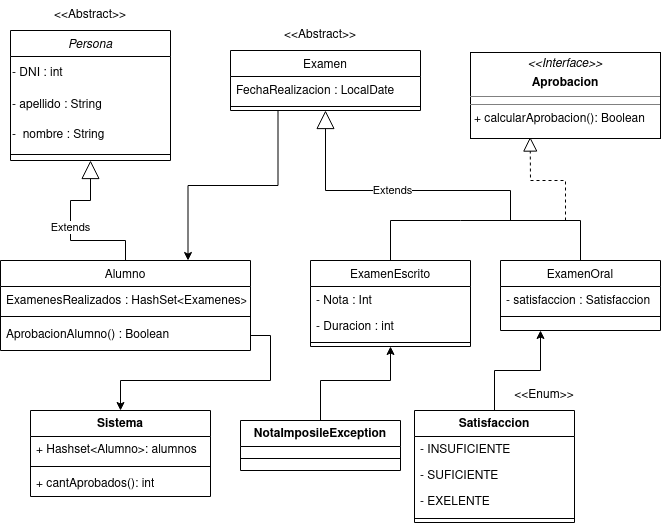 <<Abstract>>
Persona
- DNI : int
- apellido : String
- nombre : String
<<Abstract>>
Examen
FechaRealizacion : LocalDate
<<Interface>>
Aprobacion
+ calcularAprobacion(): Boolean
Extends
Extends
Alumno
ExamenesRealizados : HashSet<Examenes>
AprobacionAlumno() : Boolean
ExamenEscrito
- Nota : Int
- Duracion : int
ExamenOral
- satisfaccion : Satisfaccion
Sistema
+ Hashset<Alumno>: alumnos
+ cantAprobados(): int
NotaImposileException
<<Enum>>
Satisfaccion
- INSUFICIENTE
- SUFICIENTE
- EXELENTE